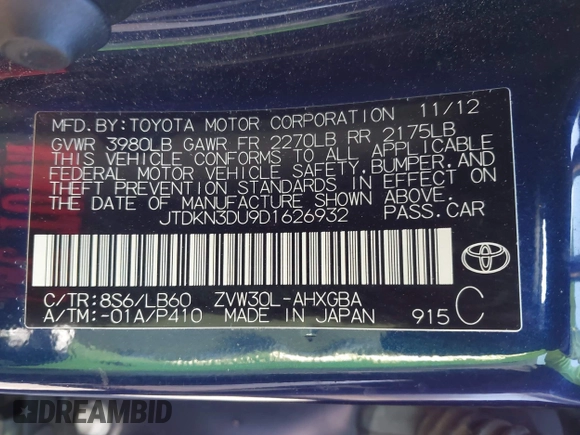 MFD.BY:TOYOTA MOTOR CORPORATION 11/12
GVWR 3980LB GAWR FR 2270LB RR 2175LB
THIS VEHICLE CONFORMS TO ALL APPLICABLE
FEDERAL MOTOR VEHICLE SAFETY,BUMPER,AND
THEFT PREVENTION STANDARDS IN EFFECT ON
THE DATE OF MANUFACTURE SHOWN ABOVE.
JTDKN3DU9D1626932 PASS.CAR
C/TR:8S6/LB60 ZVW30L-AHXGBA
A/TM:-01A/P410 MADE IN JAPAN 915 C
DREAMBID